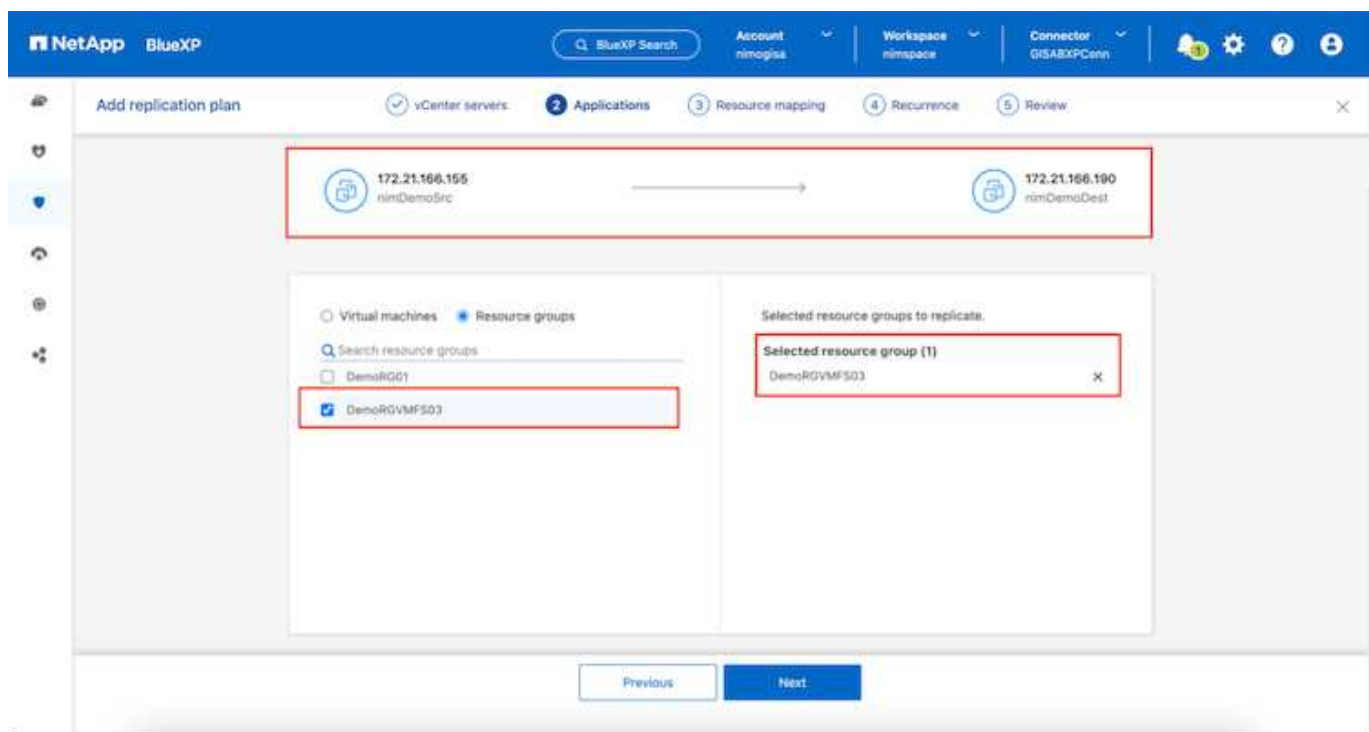 NetApp BlueXP
BlueXP Search
Account
nimogisa
Workspace
nimspace
Connector
GISABXPConn
1
Add replication plan
vCenter servers
2 Applications
3 Resource mapping
4 Recurrence
5 Review
172.21.166.155
nimDemoSrc
172.21.166.190
nimDemoDest
Virtual machines
Resource groups
Search resource groups
DemoRG01
DemoRGVMFS03
Selected resource groups to replicate.
Selected resource group (1)
DemoRGVMFS03
Previous
Next